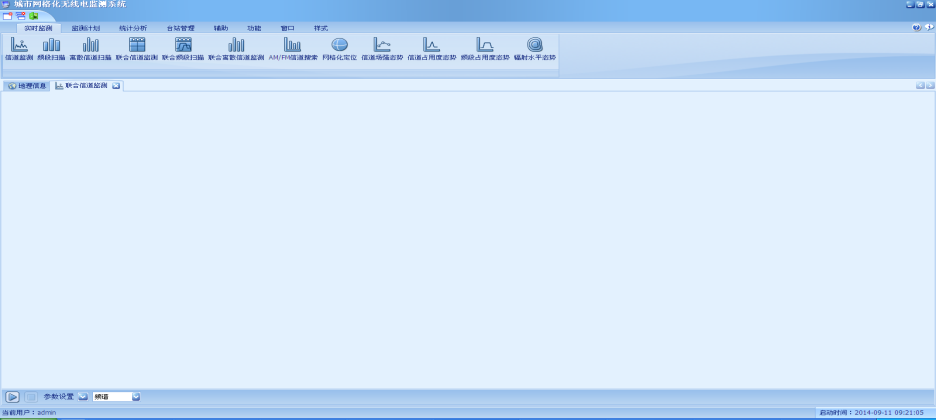 城市网格化无线电监测系统
实时监测 监测计划 统计分析 台站管理 辅助 功能 窗口 样式
信道监测 频段扫描 离散信道扫描 联合信道监测 联合频段扫描 联合离散信道监测 AM/FM信道搜索 网格化定位 信道场强态势 信道占用度态势 频段占用度态势 辐射水平态势
地理信息 联合信道监测
参数设置 频谱
当前用户：admin 启动时间：2014-09-11 09:21:05